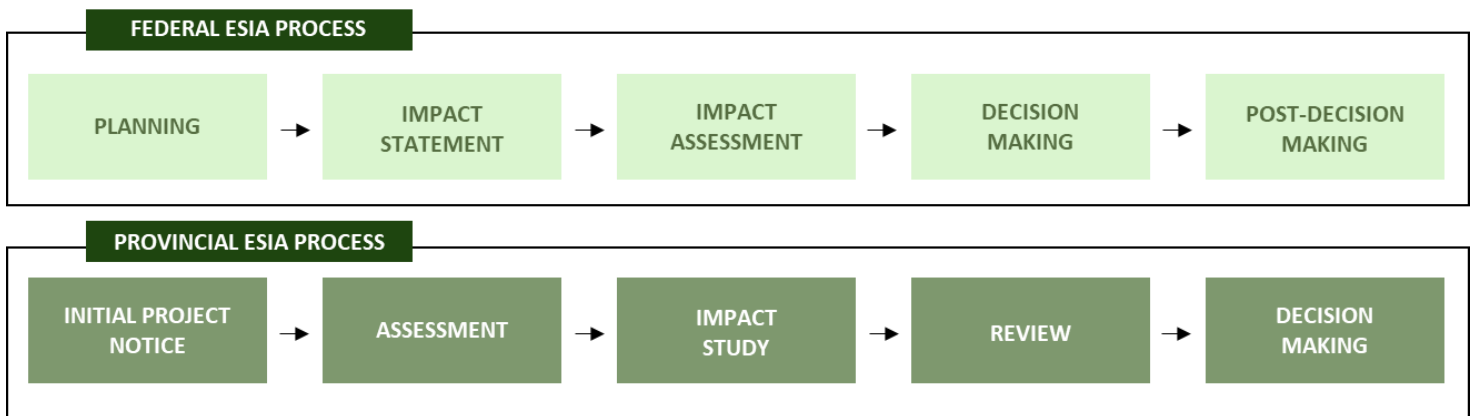 FEDERAL ESIA PROCESS
PLANNING
IMPACT
STATEMENT
IMPACT
ASSESSMENT
DECISION
MAKING
POST-DECISION
MAKING
PROVINCIAL ESIA PROCESS
INITIAL PROJECT
NOTICE
ASSESSMENT
IMPACT
STUDY
REVIEW
DECISION
MAKING